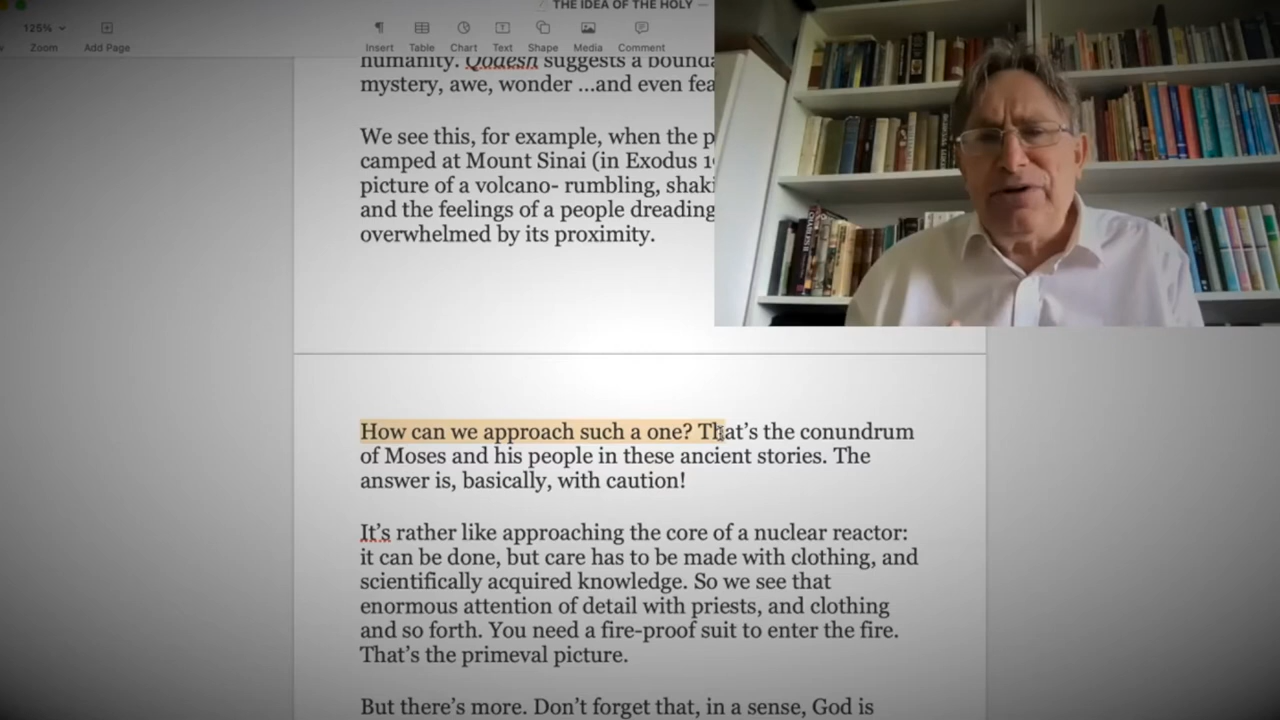 THE IDEA OF THE HOLY —
125%
Zoom
Add Page
Insert
Table
Chart
Text
Shape
Media
Comment
humanity. Qodesh suggests a bounda
mystery, awe, wonder ...and even fea
We see this, for example, when the p
camped at Mount Sinai (in Exodus 1
picture of a volcano- rumbling, shaki
and the feelings of a people dreading
overwhelmed by its proximity.
How can we approach such a one? That’s the conundrum
of Moses and his people in these ancient stories. The
answer is, basically, with caution!
It’s rather like approaching the core of a nuclear reactor:
it can be done, but care has to be made with clothing, and
scientifically acquired knowledge. So we see that
enormous attention of detail with priests, and clothing
and so forth. You need a fire-proof suit to enter the fire.
That’s the primeval picture.
But there’s more. Don’t forget that, in a sense, God is